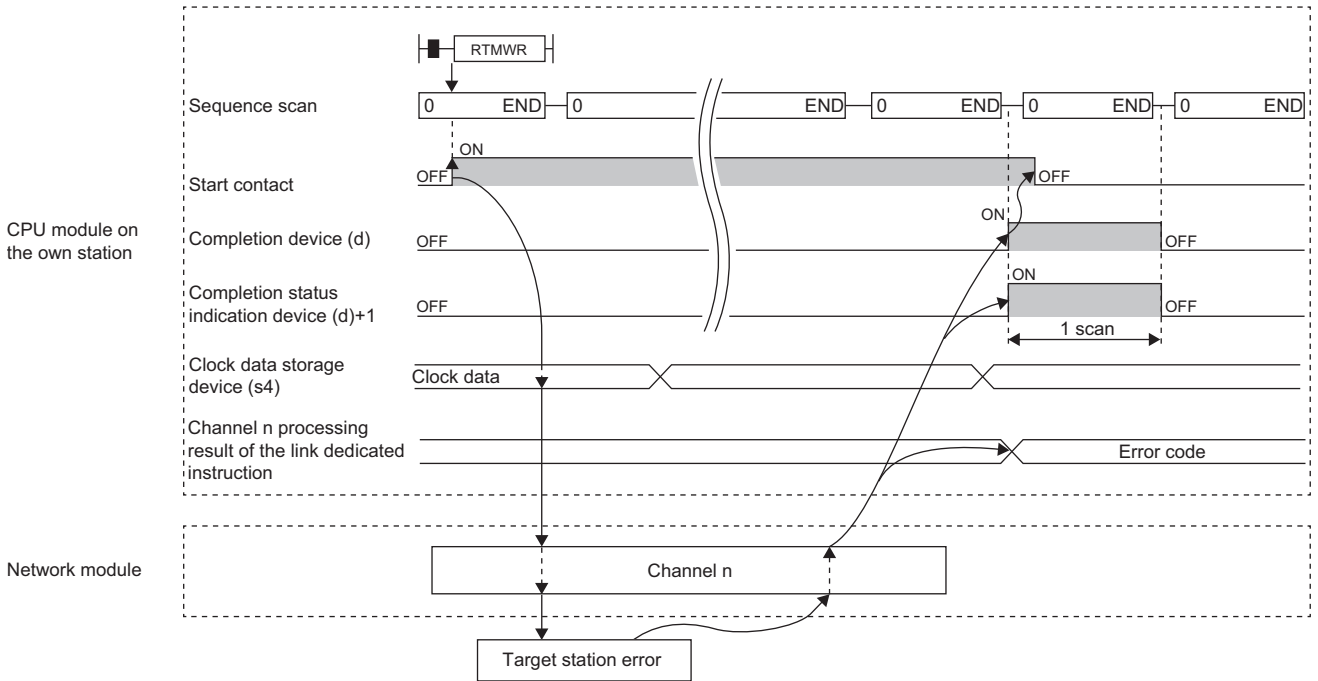 RTMWR
Sequence scan
0 END 0 END 0 END 0 END 0 END
ON
Start contact
OFF
OFF
CPU module on
the own station
ON
Completion device (d)
OFF
OFF
ON
Completion status
indication device (d)+1
OFF
OFF
1 scan
Clock data storage
device (s4)
Clock data
Channel n processing
result of the link dedicated
instruction
Error code
Network module
Channel n
Target station error